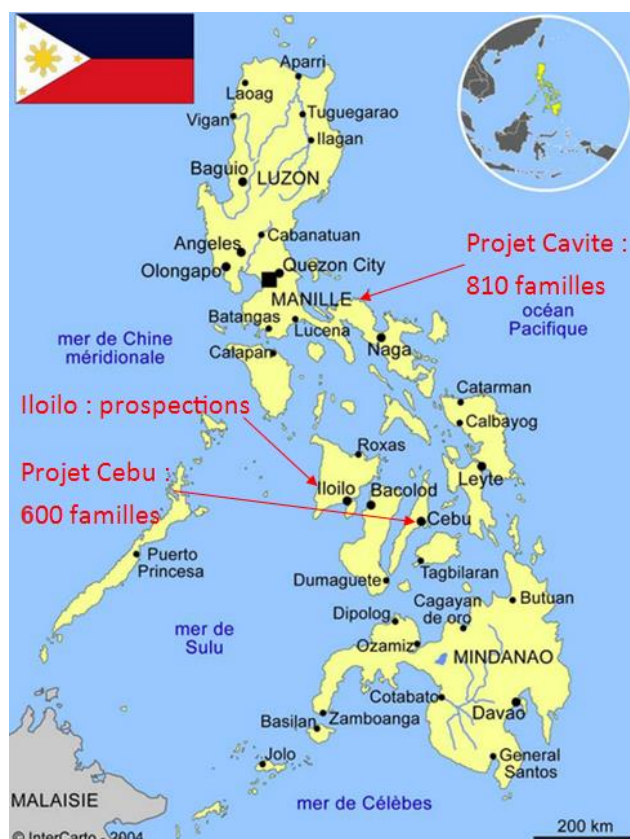 Aparri
Laoag
Vigan
Tuguegarao
Ilagan
Baguio
LUZON
Cabanatuan
Angeles
Olongapo
Quezon City
MANILLE
Projet Cavite :
810 familles
océan
Pacifique
mer de Chine
méridionale
Batangas
Lucena
Naga
Calapan
Catarman
Calbayog
Iloilo : prospections
Roxas
Projet Cebu :
600 familles
Iloilo
Bacolod
Leyte
Cebu
Puerto
Princesa
Dumaguete
Tagbilaran
mer de
Sulu
Dipolog
Cagayan
de oro
Butuan
Ozamiz
MINDANAO
Cotabato
Davao
Zamboanga
Basilan
Jolo
General
Santos
MALAISIE
mer de Célèbes
200 km
© InterCarto - 2004